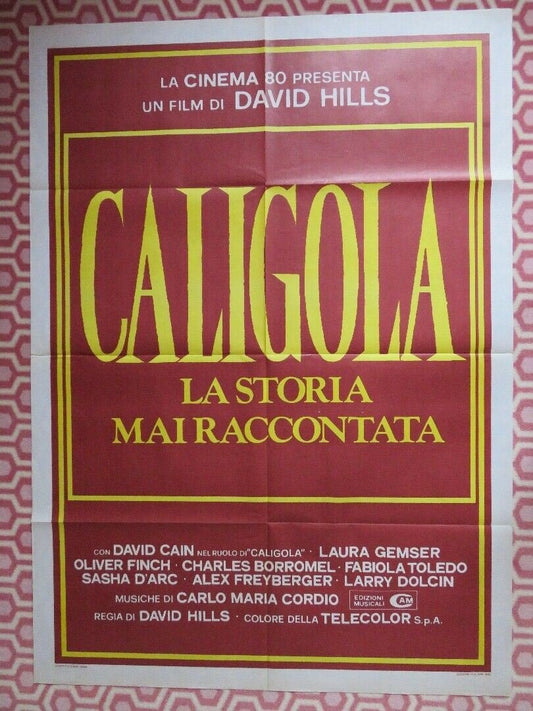 LA CINEMA 80 PRESENTA
UN FILM DI DAVID HILLS
CALIGOLA
LA STORIA
MAI RACCONTATA
CON DAVID CAIN NEL RUOLO DI "CALIGOLA" · LAURA GEMSER
OLIVER FINCH · CHARLES BORROMEL · FABIOLA TOLEDO
SASHA D'ARC · ALEX FREYBERGER · LARRY DOLCIN
MUSICHE DI CARLO MARIA CORDIO EDIZIONI MUSICALI CAM
REGIA DI DAVID HILLS · COLORE DELLA TELECOLOR S.p.A.